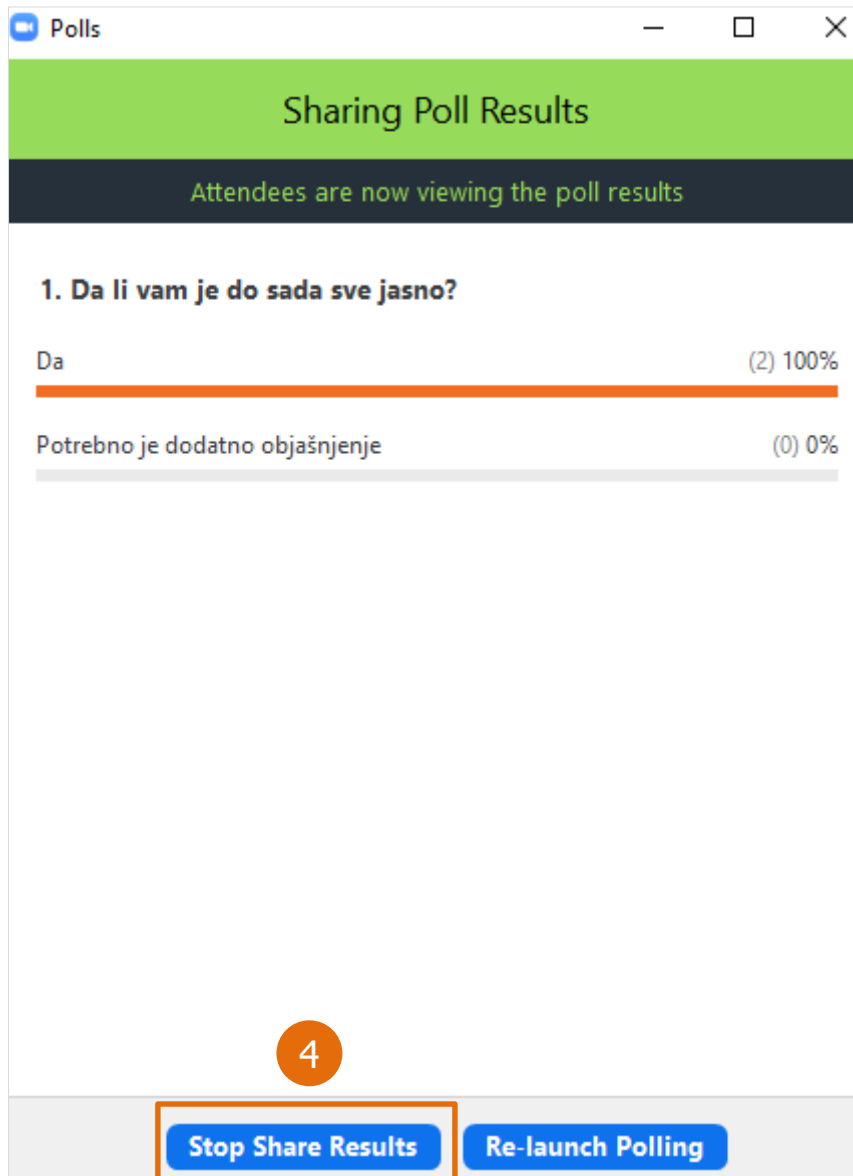 Polls
Sharing Poll Results
Attendees are now viewing the poll results
1. Da li vam je do sada sve jasno?
Da (2) 100%
Potrebno je dodatno objašnjenje (0) 0%
4
Stop Share Results Re-launch Polling